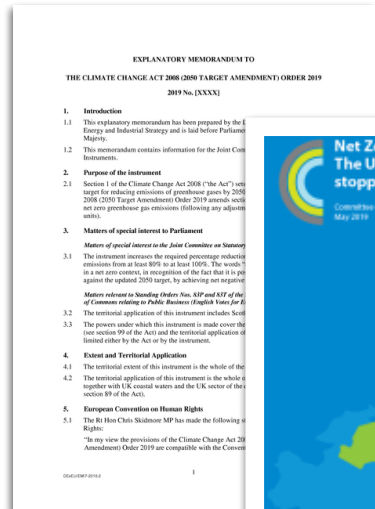 EXPLANATORY MEMORANDUM TO
THE CLIMATE CHANGE ACT 2008 (2050 TARGET AMENDMENT) ORDER 2019
2019 No. [XXXX]
1. Introduction
1.1 This explanatory memorandum has been prepared by the
Energy and Industrial Strategy and is laid before Parliame
Majesty.
1.2 This memorandum contains information for the Joint Com
Instruments.
2. Purpose of the instrument
2.1 Section 1 of the Climate Change Act 2008 (“the Act”) sets
target for reducing emissions of greenhouse gases by 2050
2008 (2050 Target Amendment) Order 2019 amends secti
net zero greenhouse gas emissions (following any adjustm
units).
3. Matters of special interest to Parliament
Matters of special interest to the Joint Committee on Statutory
3.1 The instrument increases the required percentage reduction
emissions from at least 80% to at least 100%. The words “
in a net zero context, in recognition of the fact that it is po
against the updated 2050 target, by achieving net negative
Matters relevant to Standing Orders Nos. 83P and 83T of the
of Commons relating to Public Business (English Votes for E
3.2 The territorial application of this instrument includes Scotl
3.3 The powers under which this instrument is made cover the
(see section 99 of the Act) and the territorial application of
limited either by the Act or by the instrument.
4. Extent and Territorial Application
4.1 The territorial extent of this instrument is the whole of the
4.2 The territorial application of this instrument is the whole o
together with UK coastal waters and the UK sector of the
section 89 of the Act).
5. European Convention on Human Rights
5.1 The Rt Hon Chris Skidmore MP has made the following s
Rights:
“In my view the provisions of the Climate Change Act 200
Amendment) Order 2019 are compatible with the Convent
1
Net Z
The U
stopp
Committee
May 2019